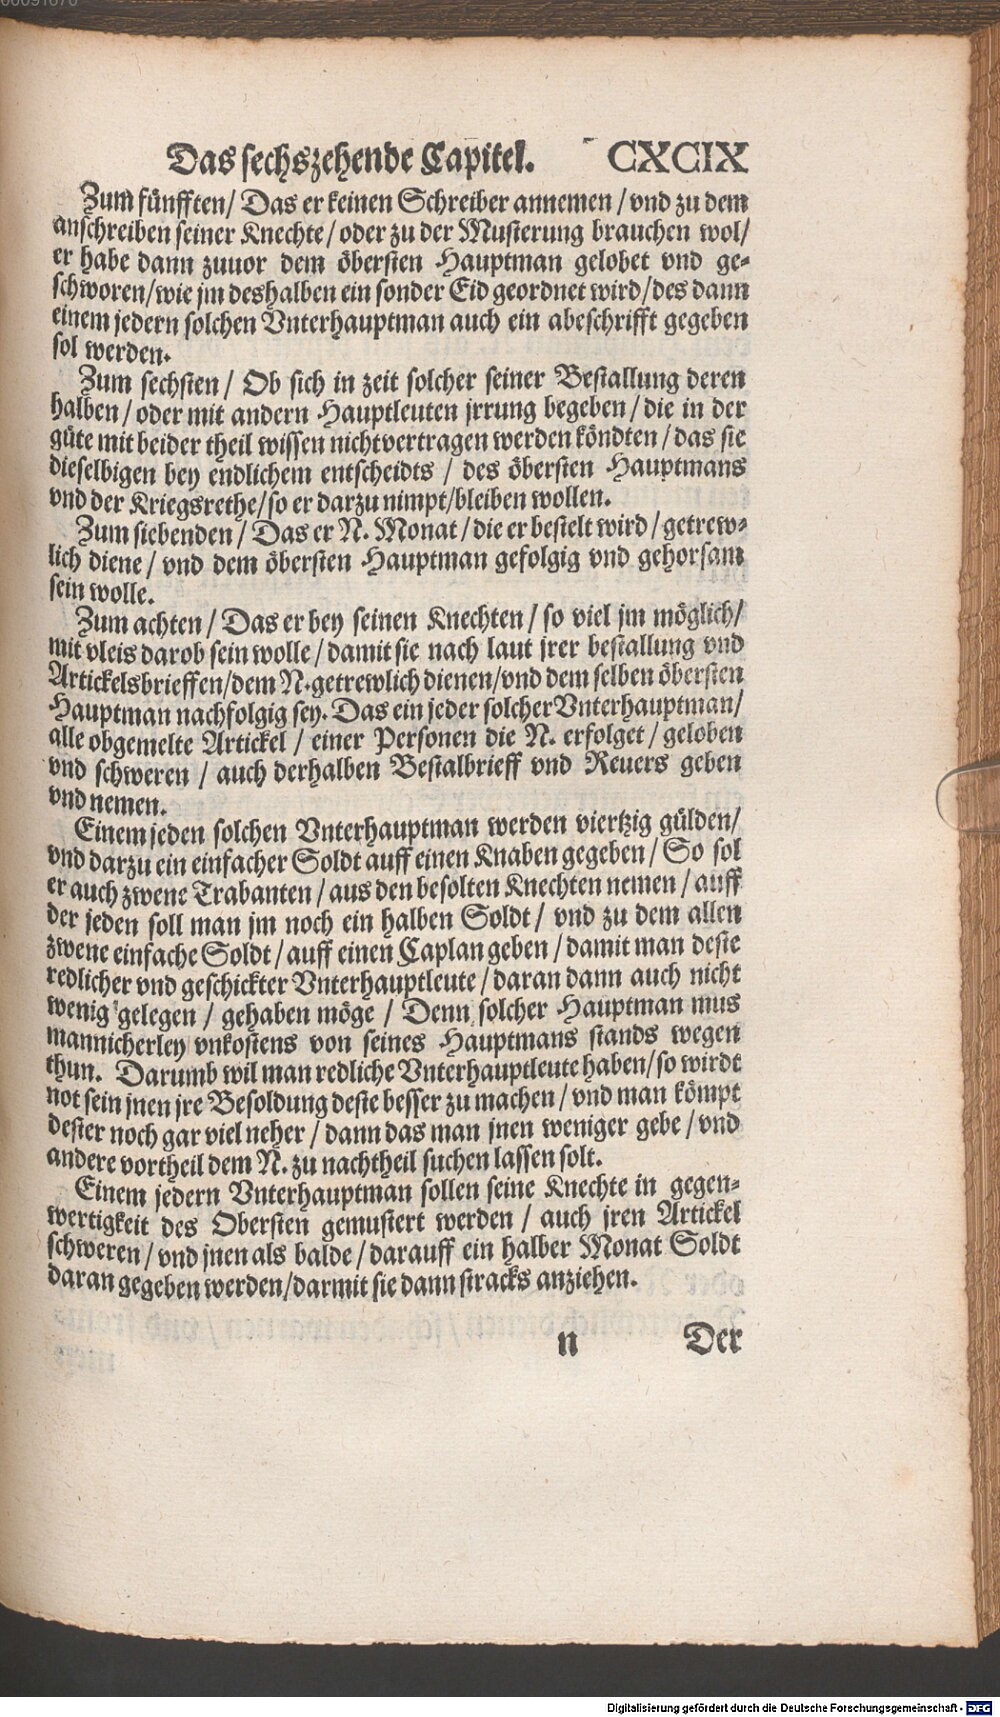 Das sechszehende Capitel. CXCIX
Zum fünfften / Das er keinen Schreiber annemen / vnd zu dem
anschreiben seiner Knechte / oder zu der Musterung brauchen wol /
er habe dann zuuor dem öbersten Hauptman gelobet vnd ge-
schworen / wie jm deshalben ein sonder Eid geordnet wird / des dann
einem jedern solchen Vnterhauptman auch ein abeschrifft gegeben
sol werden.
Zum sechsten / Ob sich in zeit solcher seiner Bestallung deren
halben / oder mit andern Hauptleuten jrrung begeben / die in der
güte mit beider theil wissen nicht vertragen werden köndten / das sie
dieselbigen bey endlichem entscheidts / des öbersten Hauptmans
vnd der Kriegsrethe / so er darzu nimpt / bleiben wollen.
Zum siebenden / Das er N. Monat / die er bestelt wird / getrew-
lich diene / vnd dem öbersten Hauptman gefolgig vnd gehorsam
sein wolle.
Zum achten / Das er bey seinen Knechten / so viel jm möglich /
mit vleis darob sein wolle / damit sie nach laut jrer bestallung vnd
Artickelsbrieffen / dem N. getrewlich dienen / vnd dem selben öbersten
Hauptman nachfolgig sey. Das ein jeder solcher Vnterhauptman /
alle obgemelte Artickel / einer Personen die N. erfolget / geloben
vnd schweren / auch derhalben Bestalbrieff vnd Reuers geben
vnd nemen.
Einem jeden solchen Vnterhauptman werden viertzig gülden /
vnd darzu ein einfacher Soldt auff einen Knaben gegeben / So sol
er auch zwene Trabanten / aus den besolten Knechten nemen / auff
der jeden soll man jm noch ein halben Soldt / vnd zu dem allen
zwene einfache Soldt / auff einen Caplan geben / damit man deste
redlicher vnd geschickter Vnterhauptleute / daran dann auch nicht
wenig gelegen / gehaben möge / Denn solcher Hauptman mus
mannicherley vnkostens von seines Hauptmans stands wegen
thun. Darumb wil man redliche Vnterhauptleute haben / so wirdt
not sein jnen jre Besoldung deste besser zu machen / vnd man kömpt
dester noch gar viel neher / dann das man jnen weniger gebe / vnd
andere vortheil dem N. zu nachtheil suchen lassen solt.
Einem jedern Vnterhauptman sollen seine Knechte in gegen-
wertigkeit des Obersten gemustert werden / auch jren Artickel
schweren / vnd jnen als balde / darauff ein halber Monat Soldt
daran gegeben werden / darmit sie dann stracks anziehen.
n Der
Digitalisierung gefördert durch die Deutsche Forschungsgemeinschaft - DFG